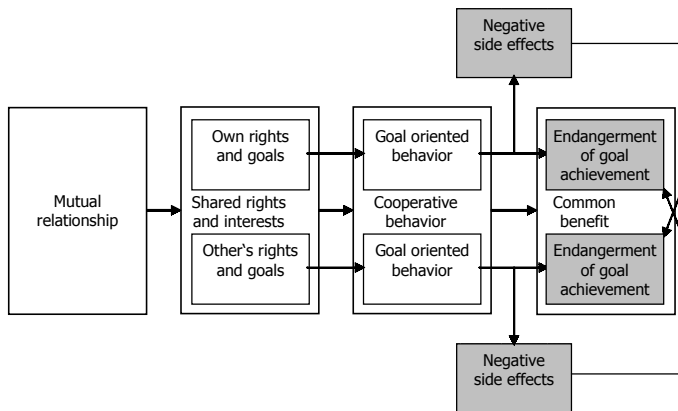 Negative
side effects
Mutual
relationship
Own rights
and goals
Shared rights
and interests
Other‘s rights
and goals
Goal oriented
behavior
Cooperative
behavior
Goal oriented
behavior
Endangerment
of goal
achievement
Common
benefit
Endangerment
of goal
achievement
Negative
side effects